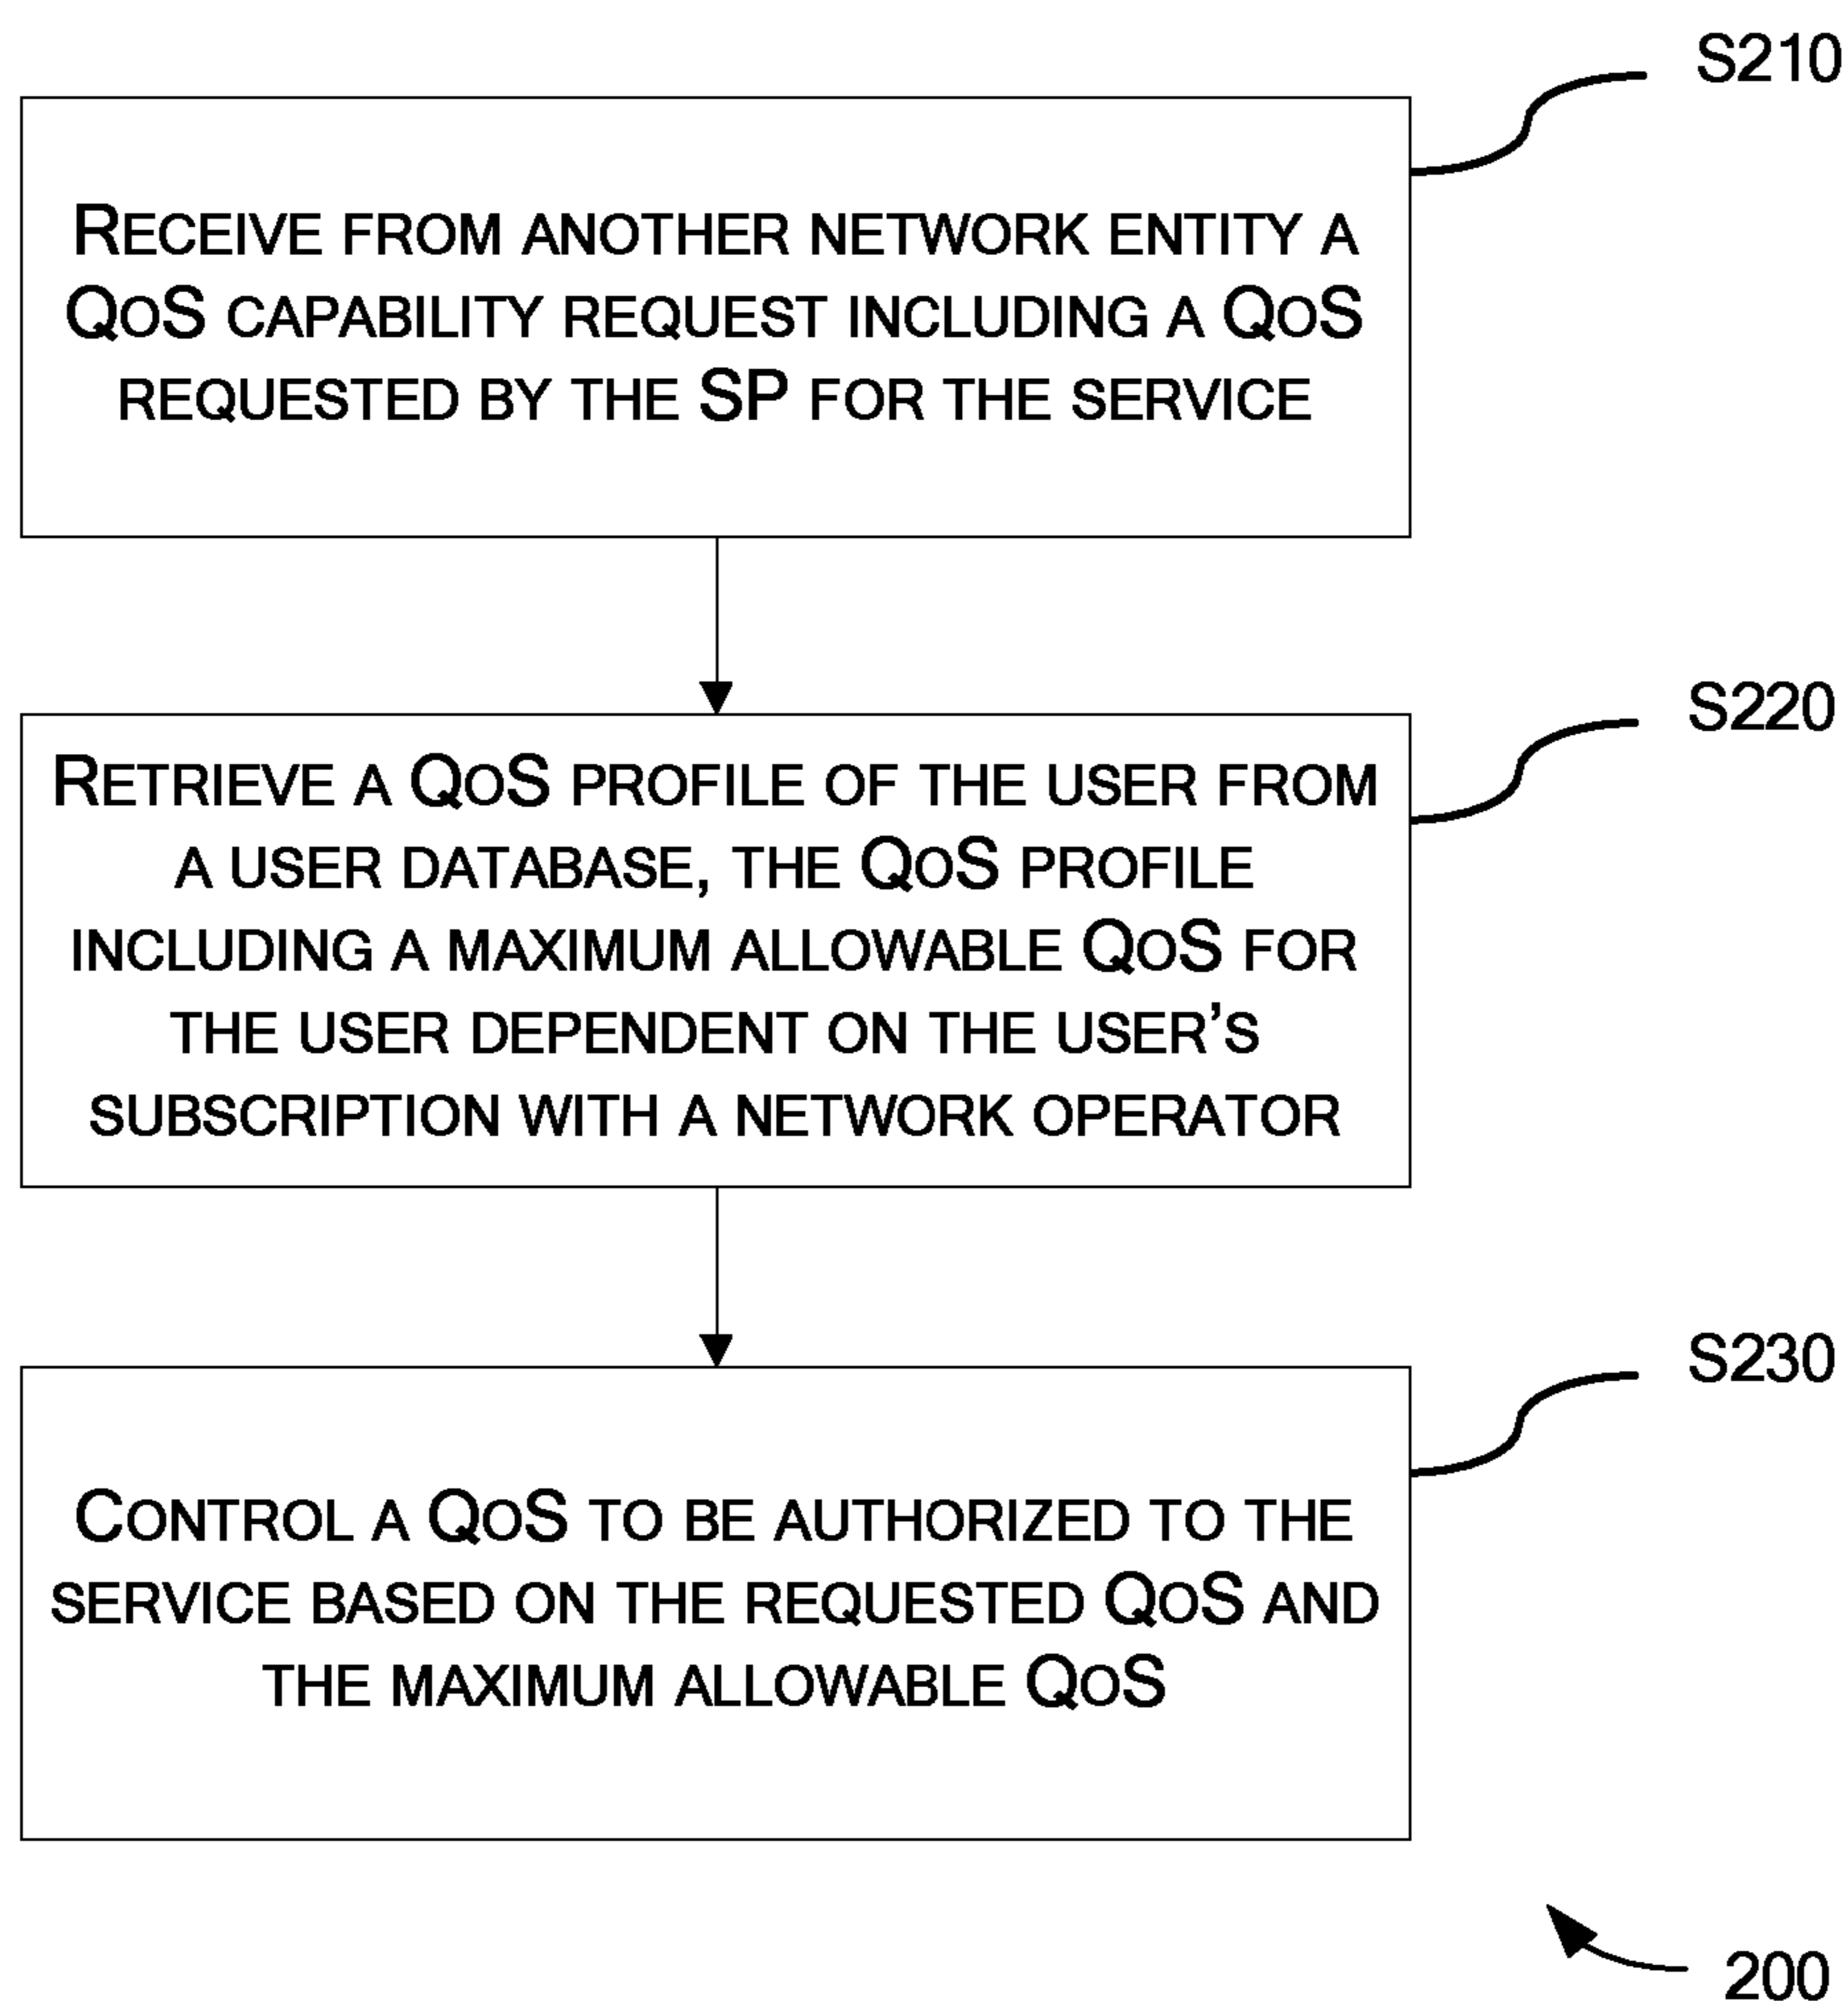 S210
RECEIVE FROM ANOTHER NETWORK ENTITY A
QOS CAPABILITY REQUEST INCLUDING A QOS
REQUESTED BY THE SP FOR THE SERVICE
S220
RETRIEVE A QOS PROFILE OF THE USER FROM
A USER DATABASE, THE QOS PROFILE
INCLUDING A MAXIMUM ALLOWABLE QOS FOR
THE USER DEPENDENT ON THE USER'S
SUBSCRIPTION WITH A NETWORK OPERATOR
S230
CONTROL A QOS TO BE AUTHORIZED TO THE
SERVICE BASED ON THE REQUESTED QOS AND
THE MAXIMUM ALLOWABLE QOS
200